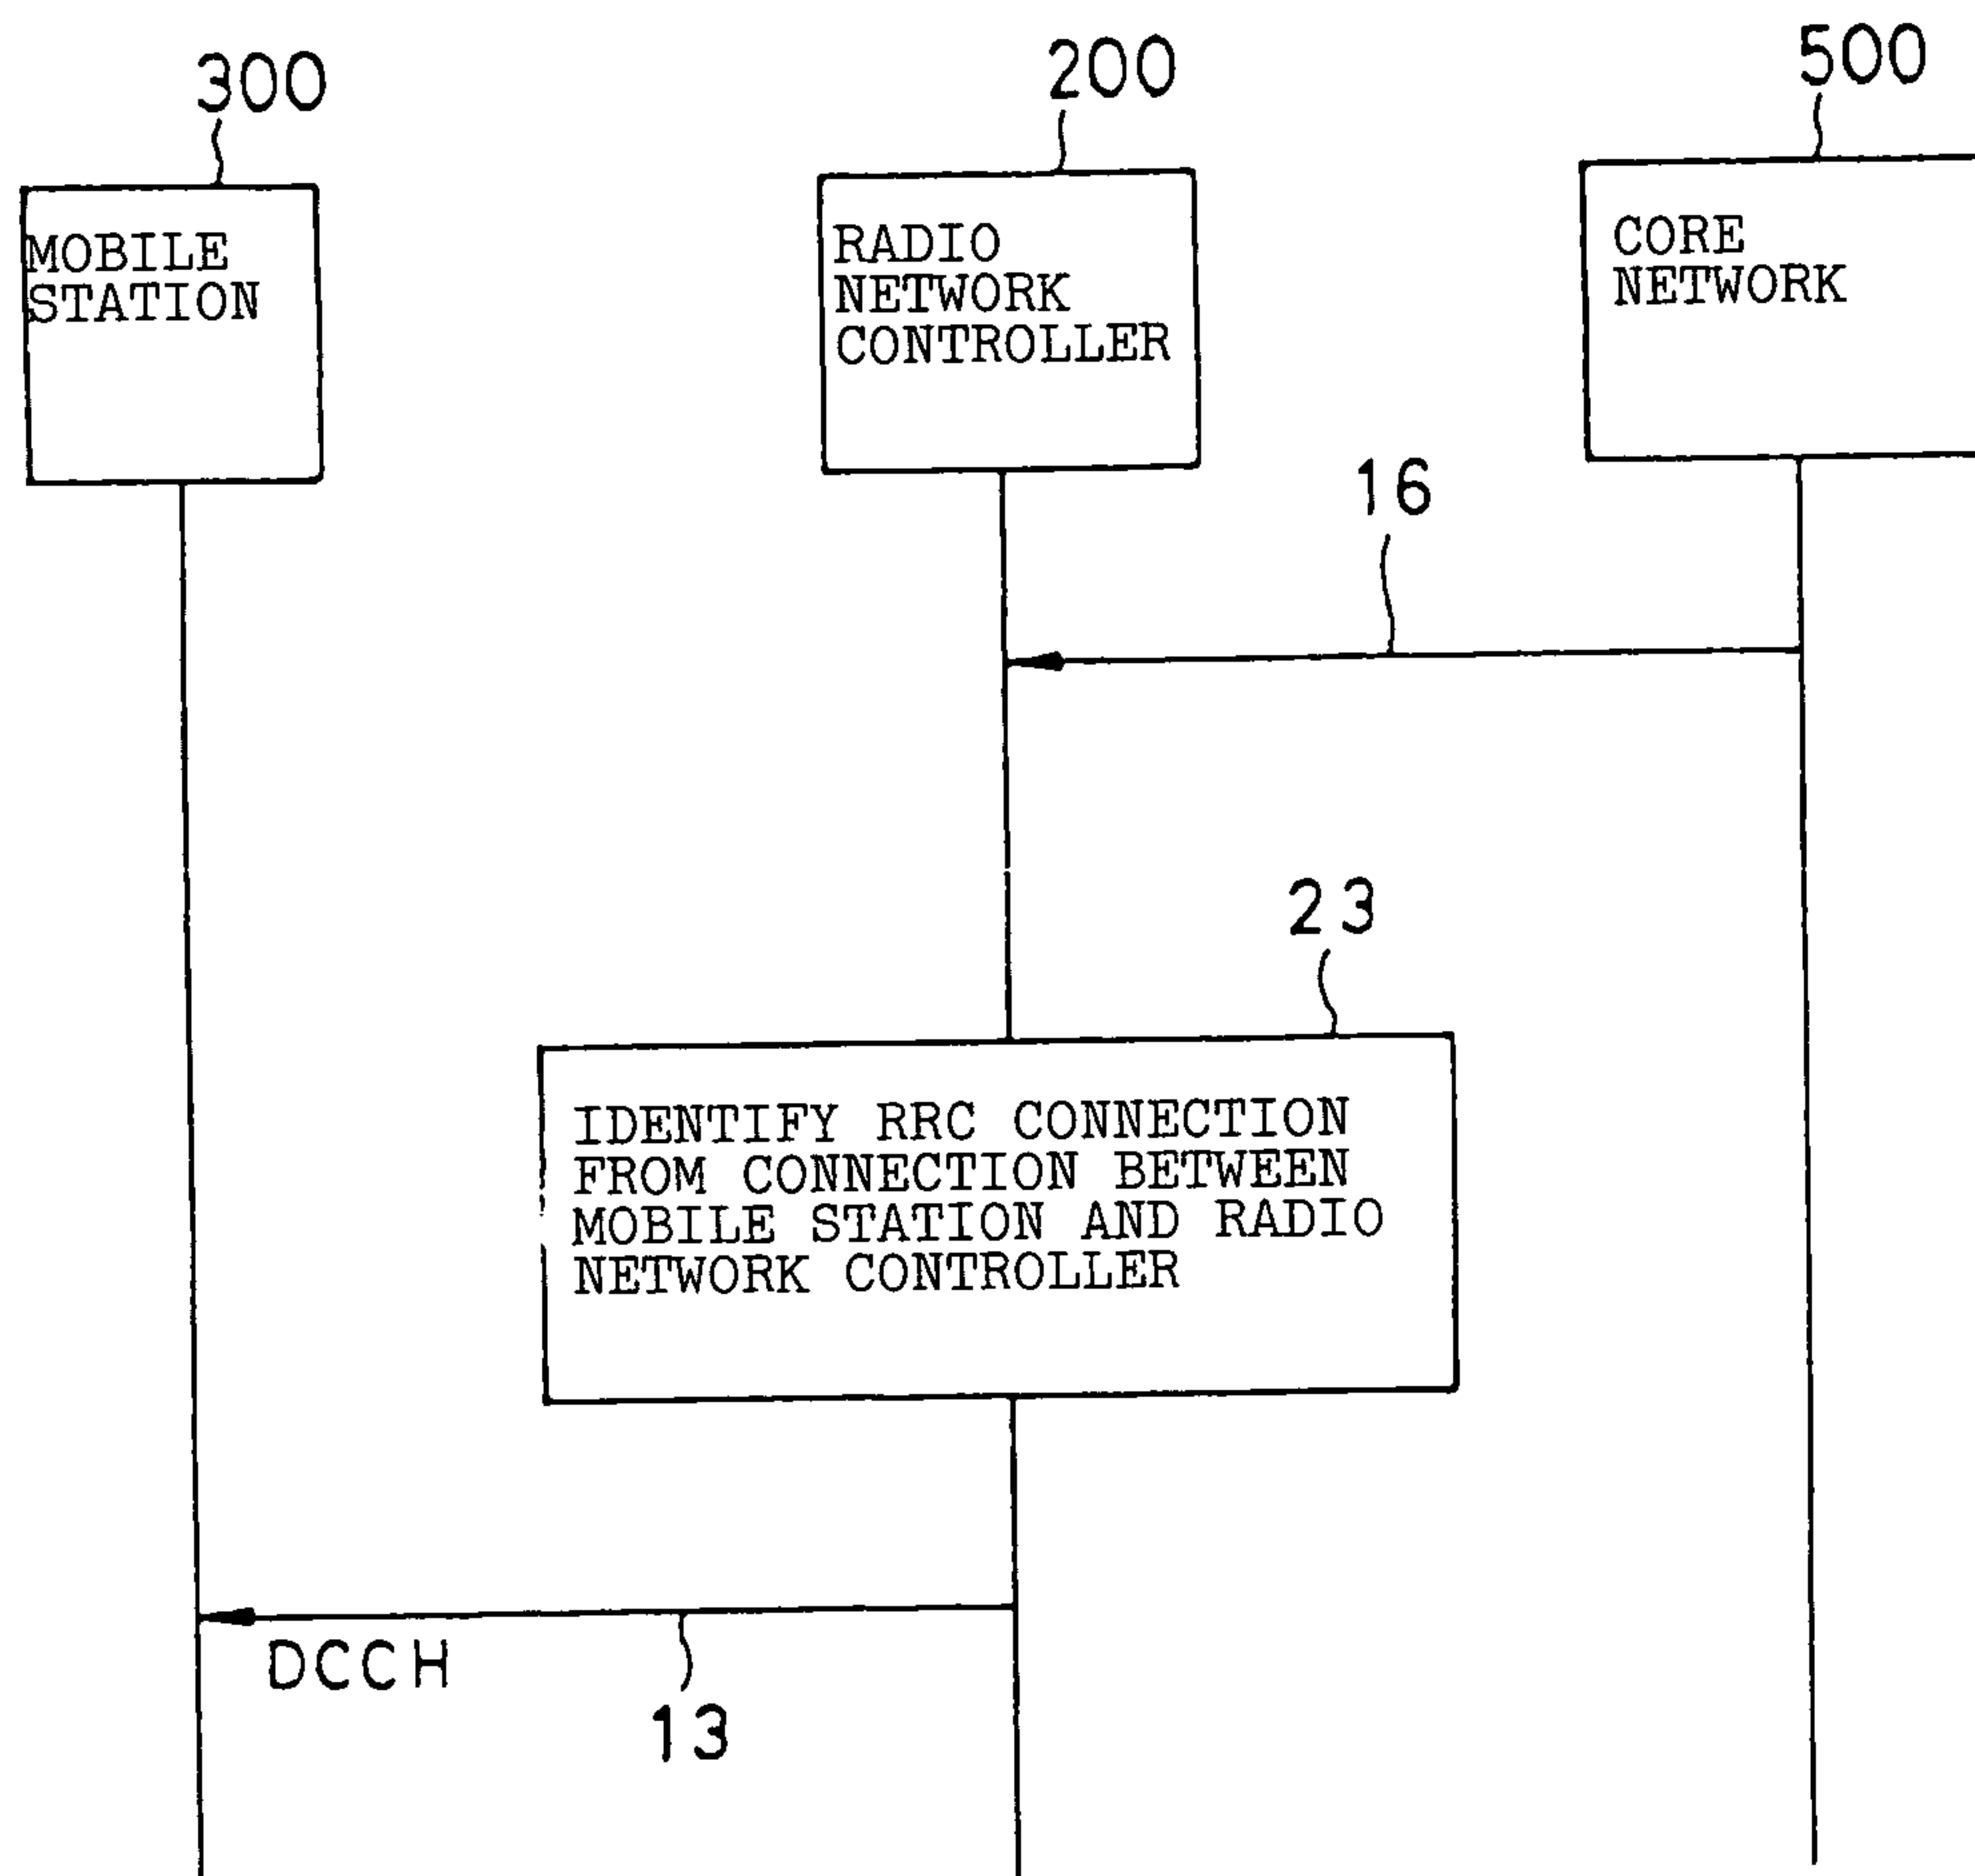 300
200
500
MOBILE
STATION
RADIO
NETWORK
CONTROLLER
CORE
NETWORK
16
23
IDENTIFY RRC CONNECTION
FROM CONNECTION BETWEEN
MOBILE STATION AND RADIO
NETWORK CONTROLLER
DCCH
13